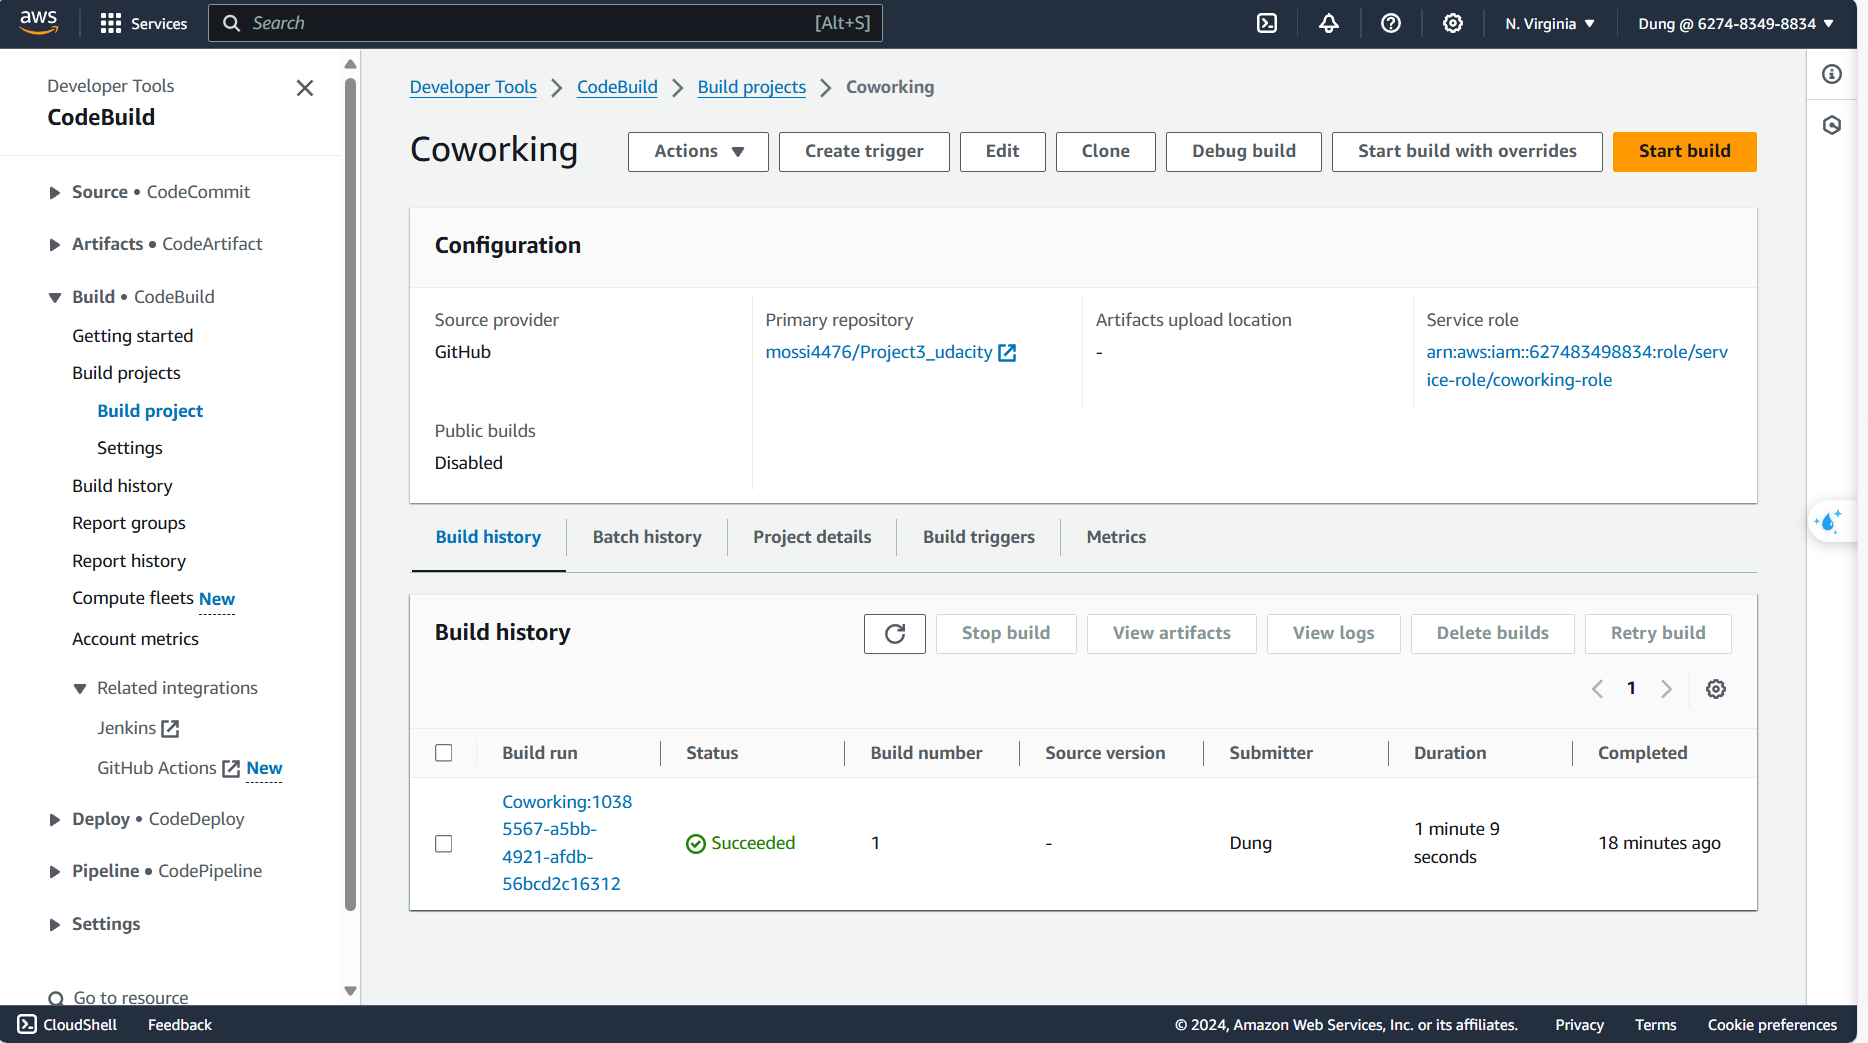 aws
Services
Search
[Alt+S]
N. Virginia
Dung @ 6274-8349-8834
Developer Tools
CodeBuild
Source • CodeCommit
Artifacts • CodeArtifact
Build • CodeBuild
Getting started
Build projects
Build project
Settings
Build history
Report groups
Report history
Compute fleets New
Account metrics
Related integrations
Jenkins
GitHub Actions New
Deploy • CodeDeploy
Pipeline • CodePipeline
Settings
Go to resource
Developer Tools
CodeBuild
Build projects
Coworking
Coworking
Actions
Create trigger
Edit
Clone
Debug build
Start build with overrides
Start build
Configuration
Source provider
GitHub
Primary repository
mossi4476/Project3_udacity
Artifacts upload location
-
Service role
arn:aws:iam::627483498834:role/serv
ice-role/coworking-role
Public builds
Disabled
Build history
Batch history
Project details
Build triggers
Metrics
Build history
Stop build
View artifacts
View logs
Delete builds
Retry build
1
Build run
Status
Build number
Source version
Submitter
Duration
Completed
Coworking:1038
5567-a5bb-
4921-afdb-
56bcd2c16312
Succeeded
1
-
Dung
1 minute 9
seconds
18 minutes ago
CloudShell
Feedback
© 2024, Amazon Web Services, Inc. or its affiliates.
Privacy
Terms
Cookie preferences